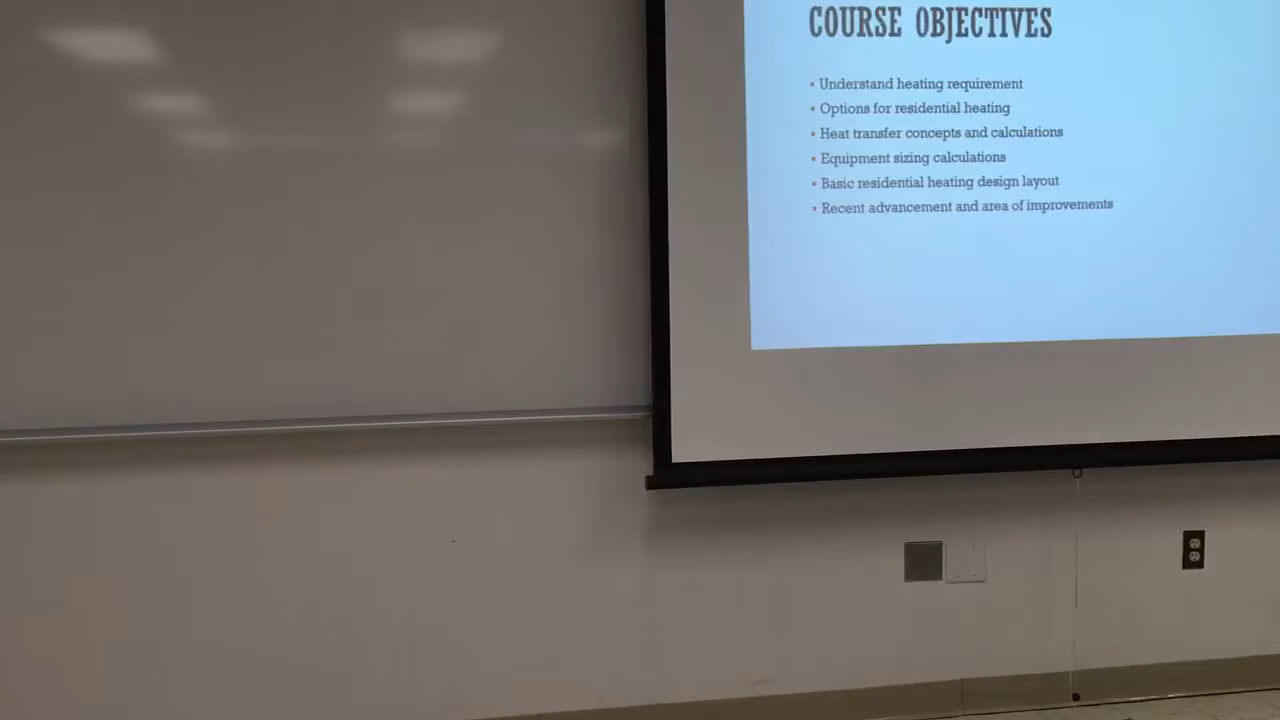 COURSE OBJECTIVES
▪ Understand heating requirement
▪ Options for residential heating
▪ Heat transfer concepts and calculations
▪ Equipment sizing calculations
▪ Basic residential heating design layout
▪ Recent advancement and area of improvements